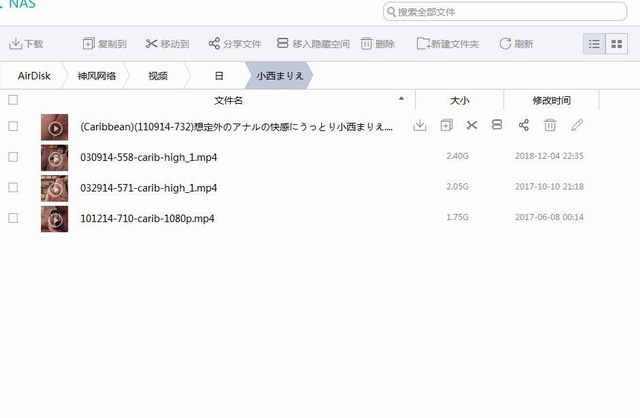 NAS
搜索全部文件
下载 复制到 移动到 分享文件 移入隐藏空间 删除 新建文件夹 刷新
AirDisk 神风网络 视频 日 小西まりえ
文件名 大小 修改时间
(Caribbean)(110914-732)想定外のアナルの快感にうっとり小西まりえ....
030914-558-carib-high_1.mp4 2.40G 2018-12-04 22:35
032914-571-carib-high_1.mp4 2.05G 2017-10-10 21:18
101214-710-carib-1080p.mp4 1.75G 2017-06-08 00:14